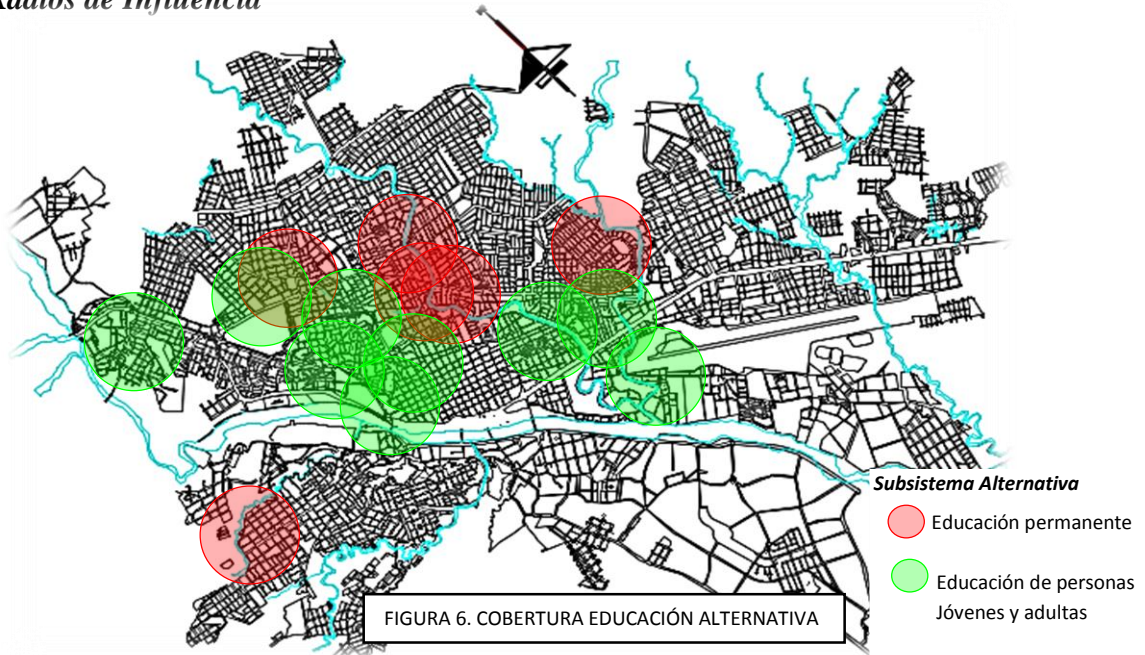 Radios de Influencia
Subsistema Alternativa
Educación permanente
Educación de personas
Jóvenes y adultas
FIGURA 6. COBERTURA EDUCACIÓN ALTERNATIVA